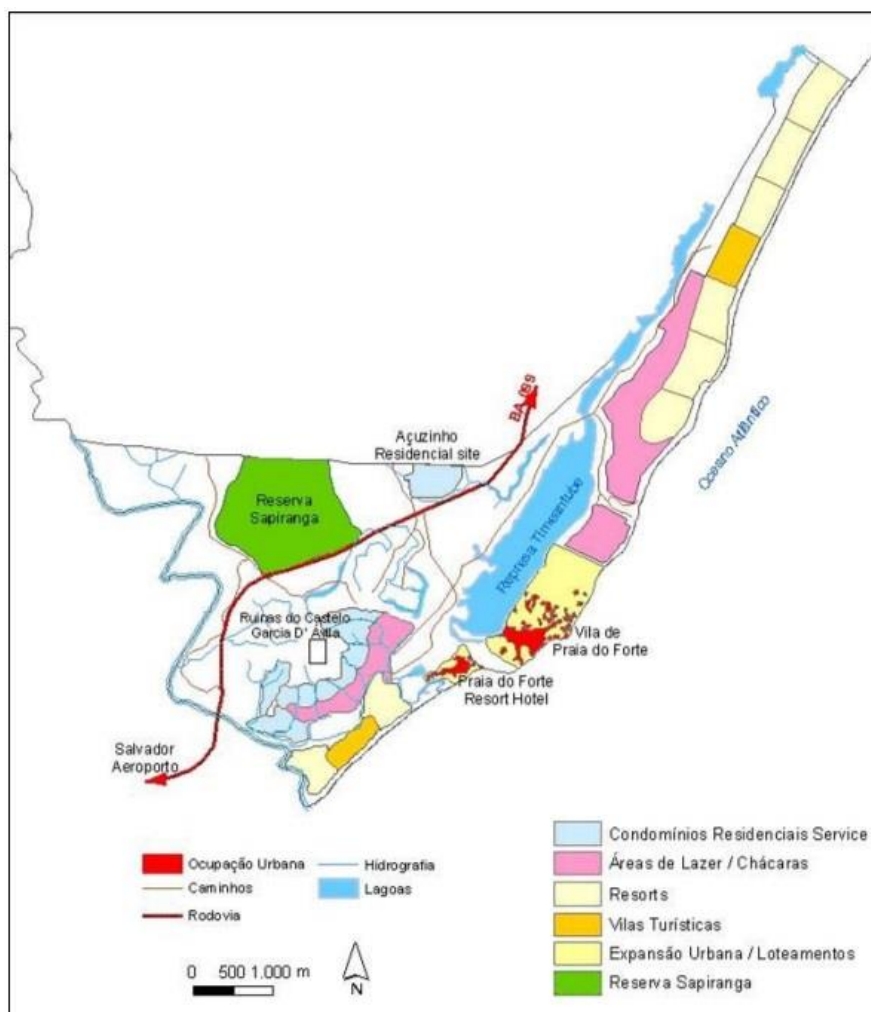 BA 099
Açuzinho
Residencial site
Oceano Atlântico
Reserva
Sapiranga
Represa Timeantube
Ruinas do Castelo
Garcia D' Avila
Vila de
Praia do Forte
Praia do Forte
Resort Hotel
Salvador
Aeroporto
Ocupação Urbana
Caminhos
Rodovia
Hidrografia
Lagoas
0 500 1.000 m
N
Condomínios Residenciais Service
Áreas de Lazer / Chácaras
Resorts
Vilas Turísticas
Expansão Urbana / Loteamentos
Reserva Sapiranga